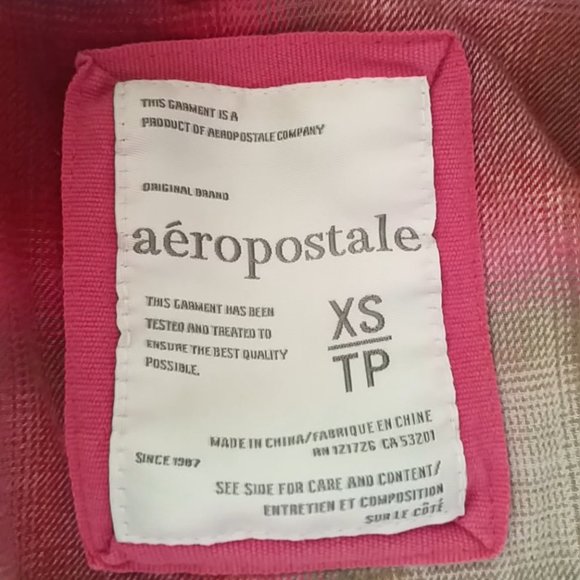 THIS GARMENT IS A
PRODUCT OF AEROPOSTALE COMPANY
ORIGINAL BRAND
aéropostale
THIS GARMENT HAS BEEN
TESTED AND TREATED TO
ENSURE THE BEST QUALITY
POSSIBLE.
XS
TP
MADE IN CHINA/FABRIQUE EN CHINE
RN 121726 CA 53201
SINCE 1987
SEE SIDE FOR CARE AND CONTENT/
ENTRETIEN ET COMPOSITION
SUR LE CÔTÉ